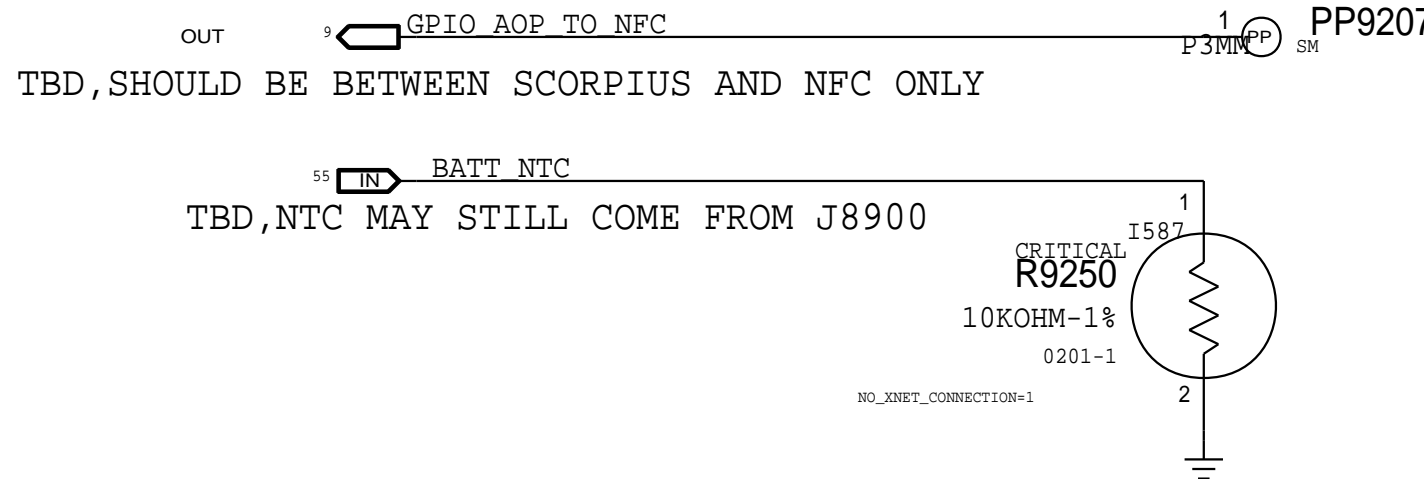 OUT 9 GPIO_AOP_TO_NFC 1 PP PP9207
P3MM SM
TBD,SHOULD BE BETWEEN SCORPIUS AND NFC ONLY
55 IN BATT_NTC
TBD,NTC MAY STILL COME FROM J8900
1
I587
CRITICAL
R9250
10KOHM-1%
0201-1
NO_XNET_CONNECTION=1
2